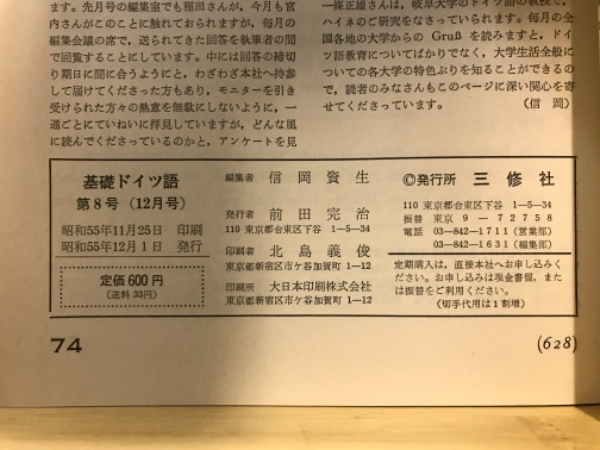 ます。先月号の編集室でも稲田さんが、今月も宮
内さんがこのことに触れておられますが、毎月の
編集会議の席で、送られてきた回答を執筆者の間
で回覧することにしています。中には回答の締切
り期日に間に合うようにと、わざわざ本社へ持参
して届けてくださった方もあり、モニターを引き
受けられた方々の熱意を無駄にしないように、一
通ごとにていねいに拝見していますが、どんな風
に読んでくださっているのかと、アンケートを見
一條正雄さんは、岐阜大学のドイツ語の教授で、
ハイネのご研究をなさっていられます。毎月の全
国各地の大学からの Gruß を読みますと、ドイ
ツ語教育についてばかりでなく、大学生活全般に
ついての各大学の特色ぶりを知ることができるの
で、読者のみなさんもこのページに深い関心を寄
せてくださっています。 (信 岡)
基礎ドイツ語
第8号 (12月号)
昭和55年11月25日 印刷
昭和55年12月1日 発行
定価600円
(送料 33円)
編集者 信岡資生
発行者 前田完治
110 東京都台東区下谷 1-5-34
印刷者 北島義俊
東京都新宿区市ケ谷加賀町 1-12
印刷所 大日本印刷株式会社
東京都新宿区市ケ谷加賀町 1-12
©発行所 三修社
110 東京都台東区下谷 1-5-34
振替 東京 9-72758
電話 03-842-1711(営業部)
03-842-1631(編集部)
定期購入は、直接本社へお申し込みく
ださい。お申し込みは現金書留、また
は振替をご利用ください。
(切手代用は1割増)
74
(628)